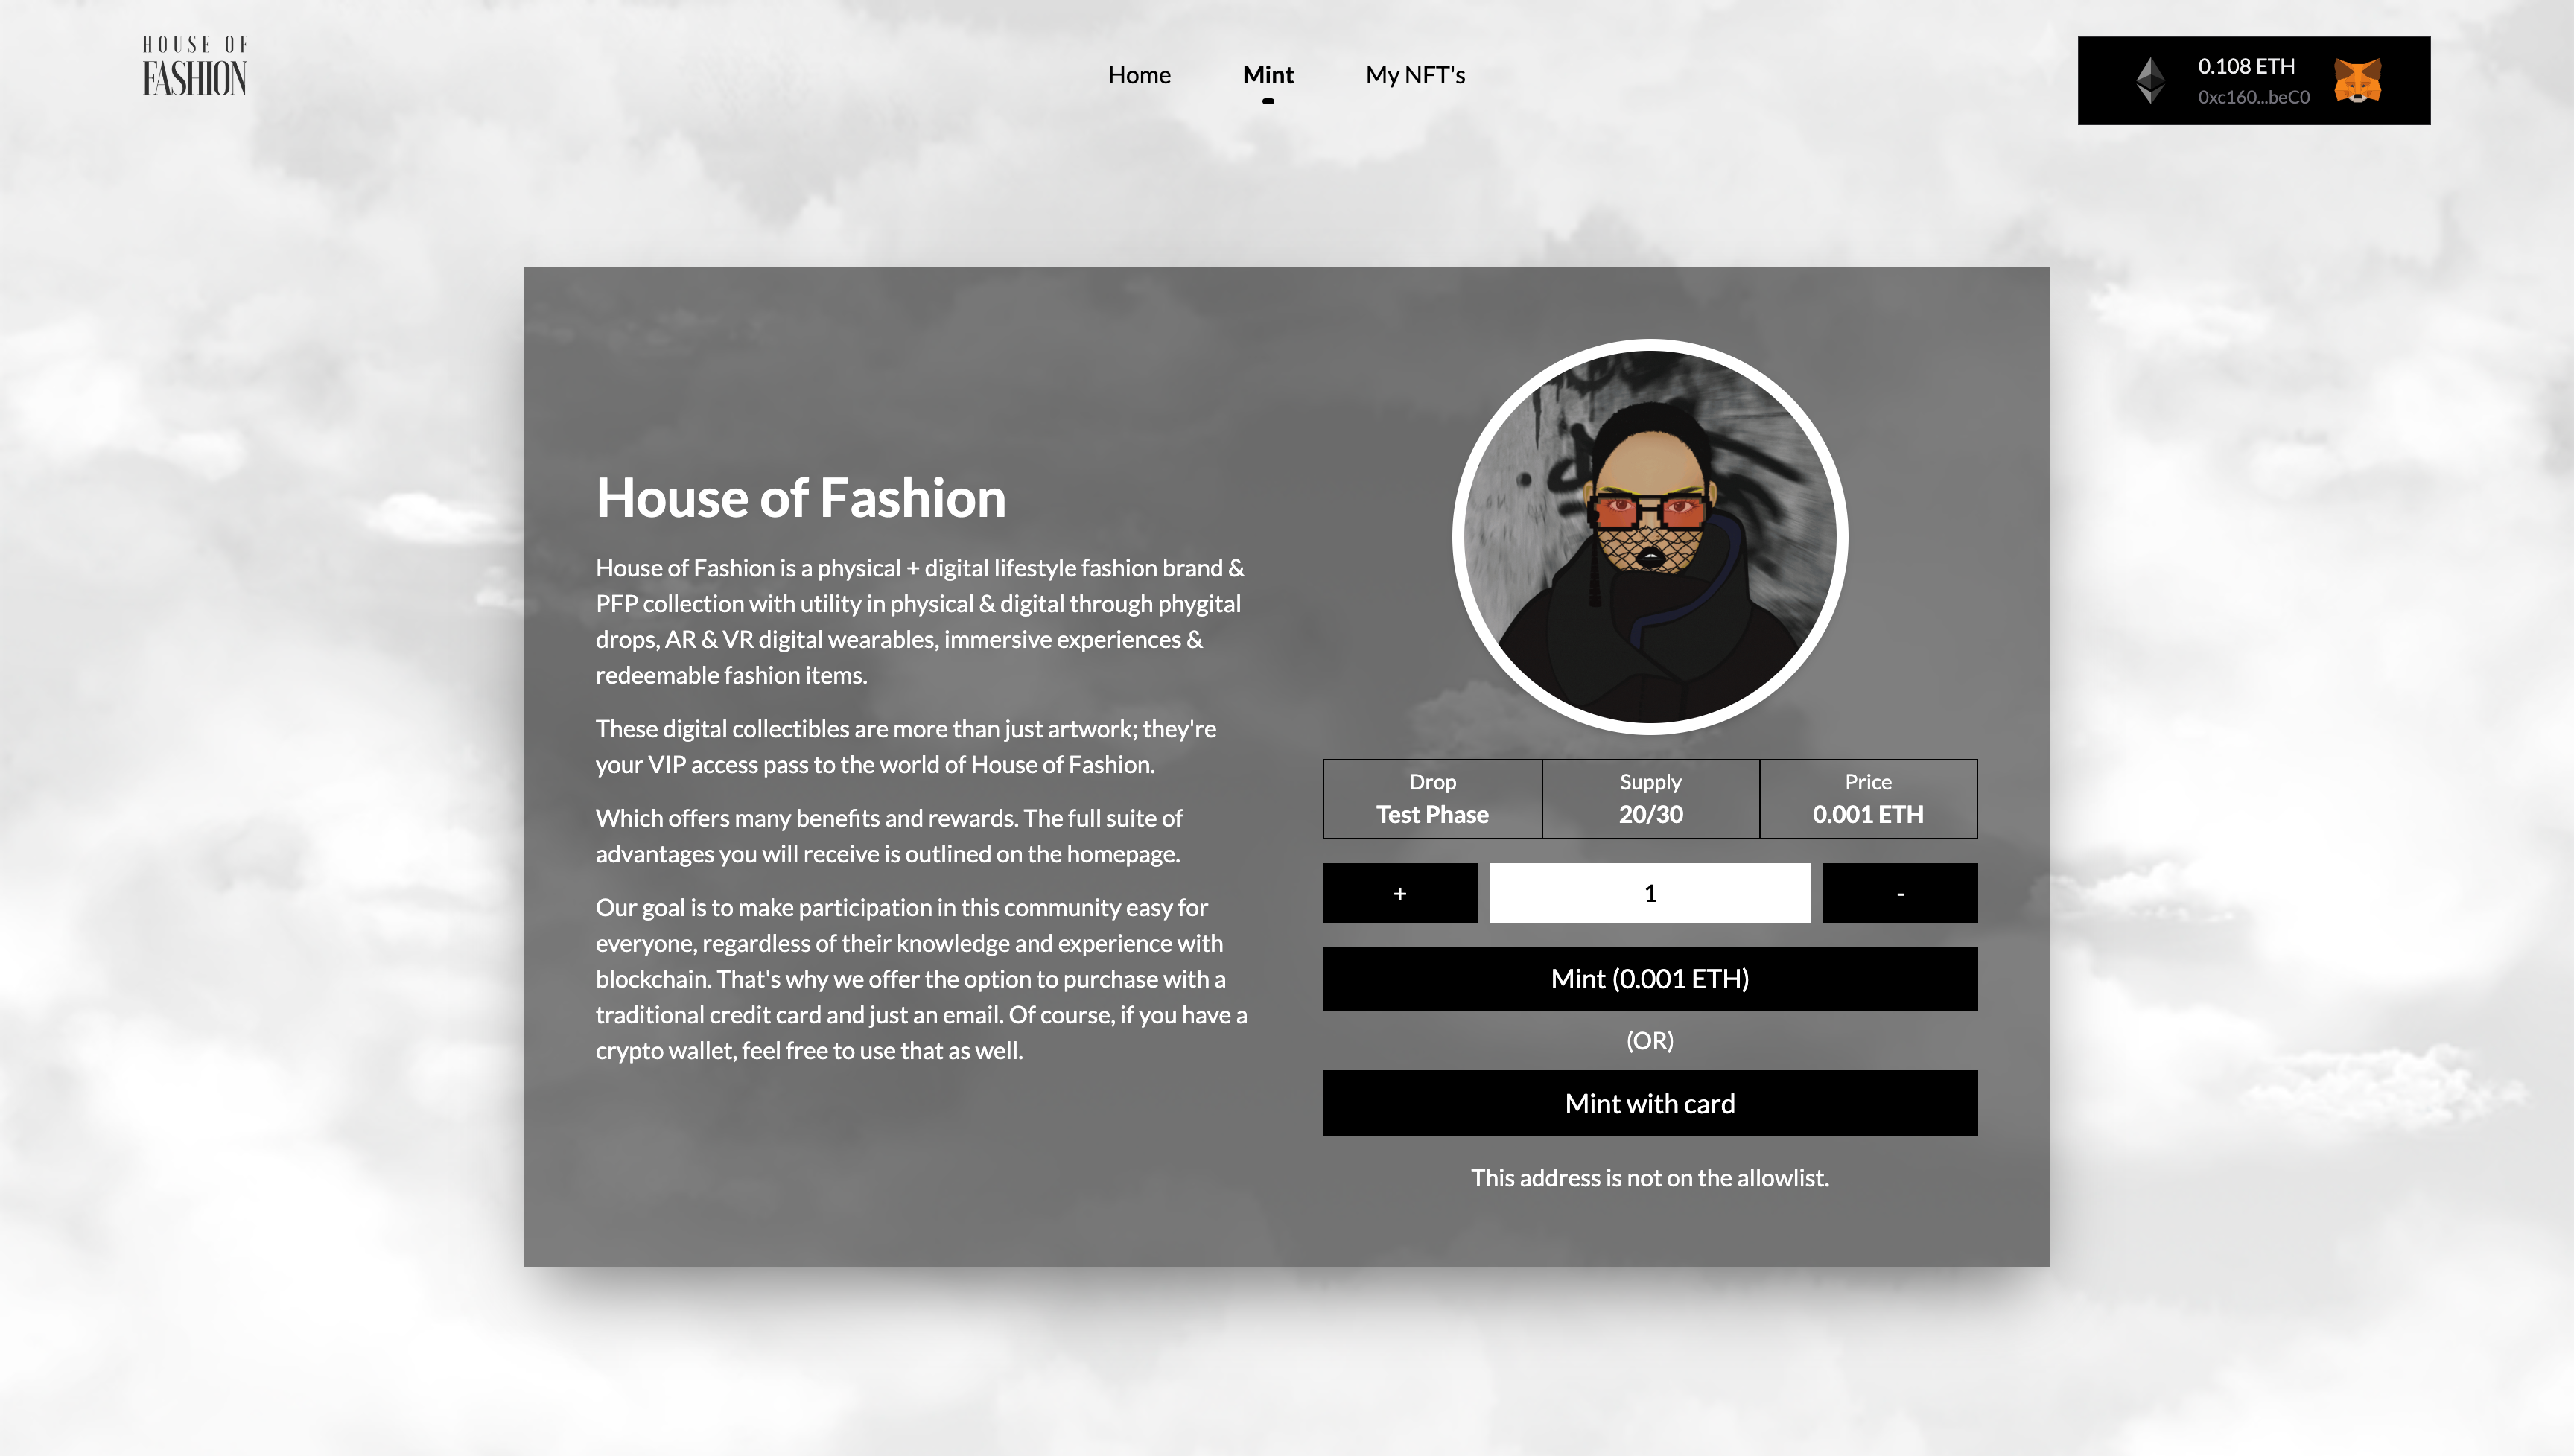 HOUSE OF
FASHION
Home
Mint
My NFT's
0.108 ETH
0xc160...beC0
House of Fashion
House of Fashion is a physical + digital lifestyle fashion brand &
PFP collection with utility in physical & digital through phygital
drops, AR & VR digital wearables, immersive experiences &
redeemable fashion items.
These digital collectibles are more than just artwork; they're
your VIP access pass to the world of House of Fashion.
Which offers many benefits and rewards. The full suite of
advantages you will receive is outlined on the homepage.
Our goal is to make participation in this community easy for
everyone, regardless of their knowledge and experience with
blockchain. That's why we offer the option to purchase with a
traditional credit card and just an email. Of course, if you have a
crypto wallet, feel free to use that as well.
Drop
Test Phase
Supply
20/30
Price
0.001 ETH
+
1
-
Mint (0.001 ETH)
(OR)
Mint with card
This address is not on the allowlist.